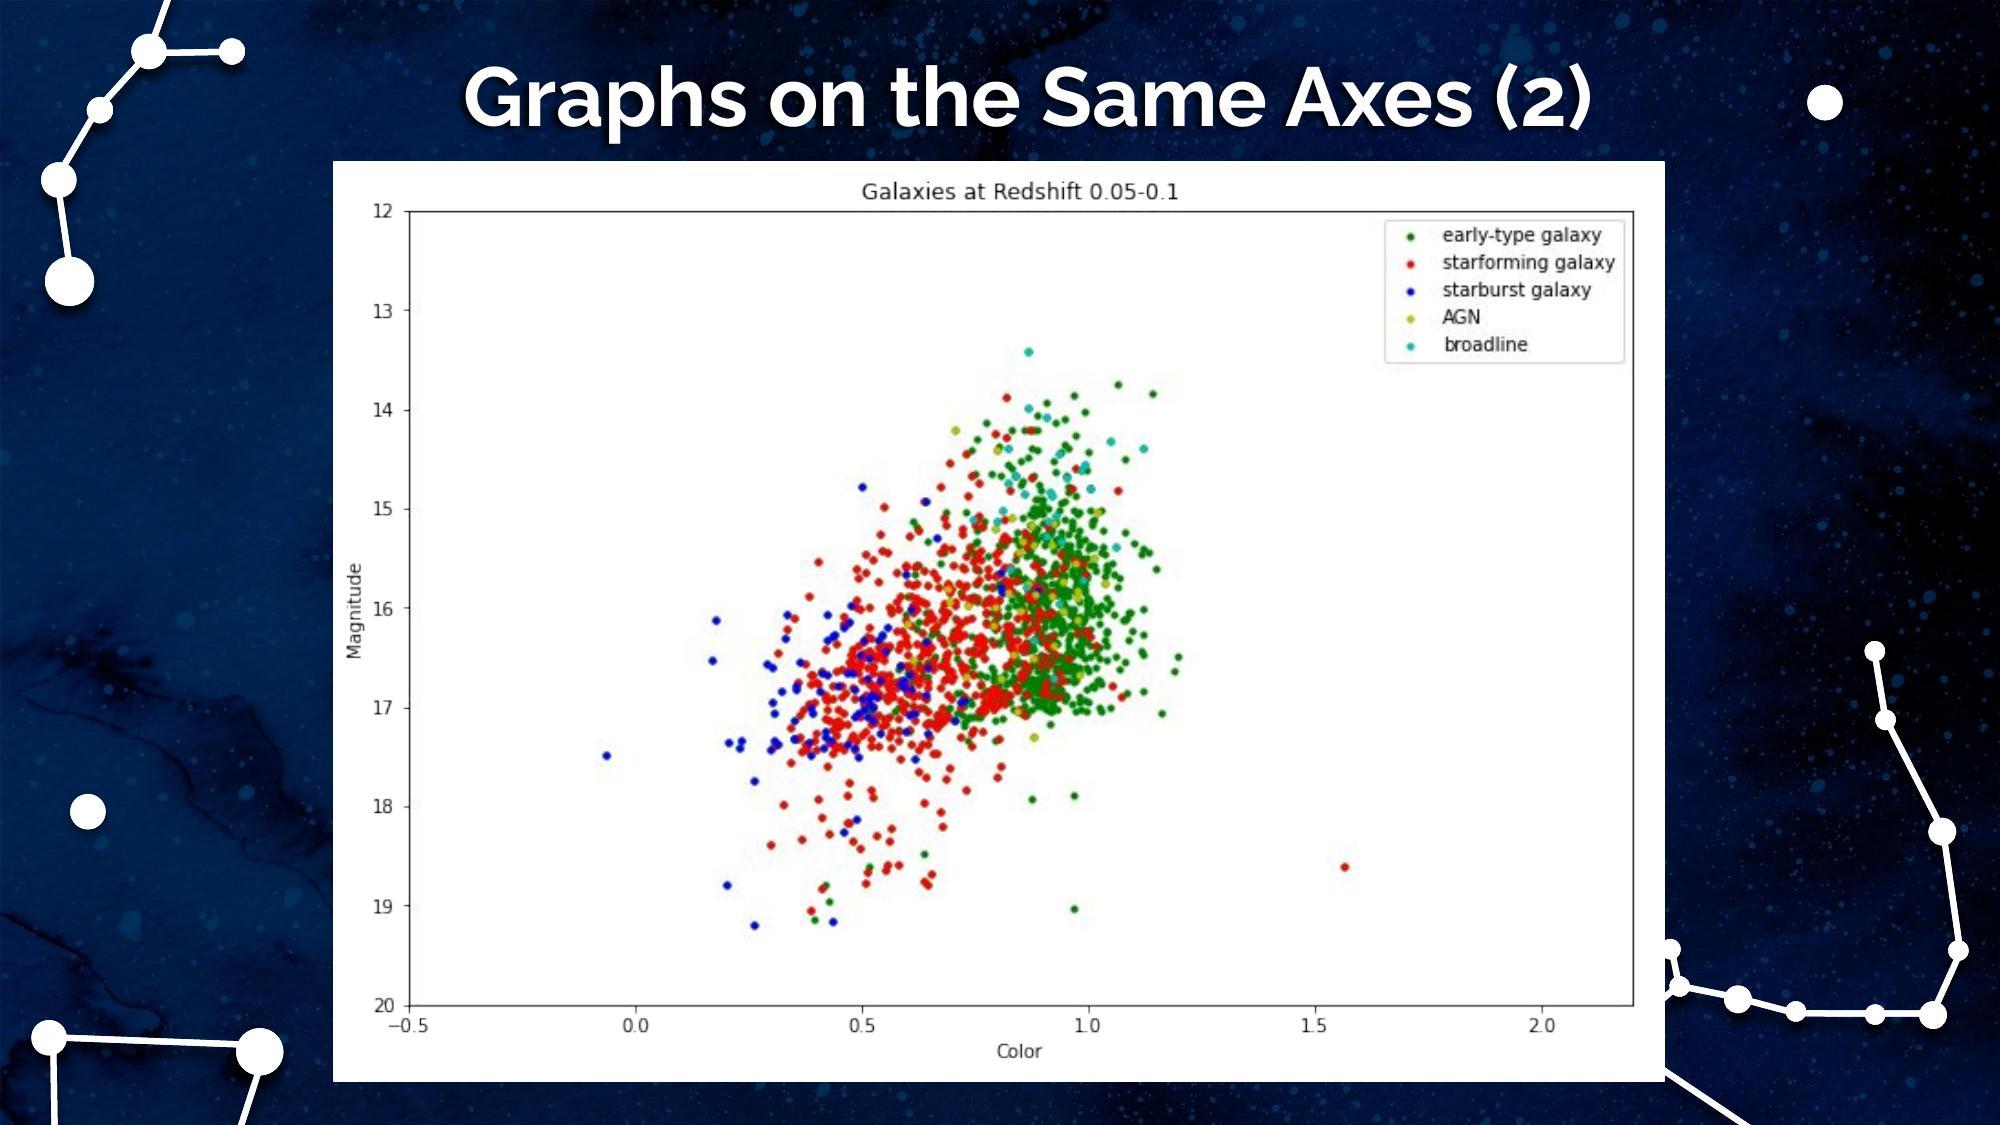 Graphs on the Same Axes (2)
Galaxies at Redshift 0.05-0.1
early-type galaxy
starforming galaxy
starburst galaxy
AGN
broadline
12
13
14
15
16
17
18
19
20
Magnitude
−0.5 0.0 0.5 1.0 1.5 2.0
Color